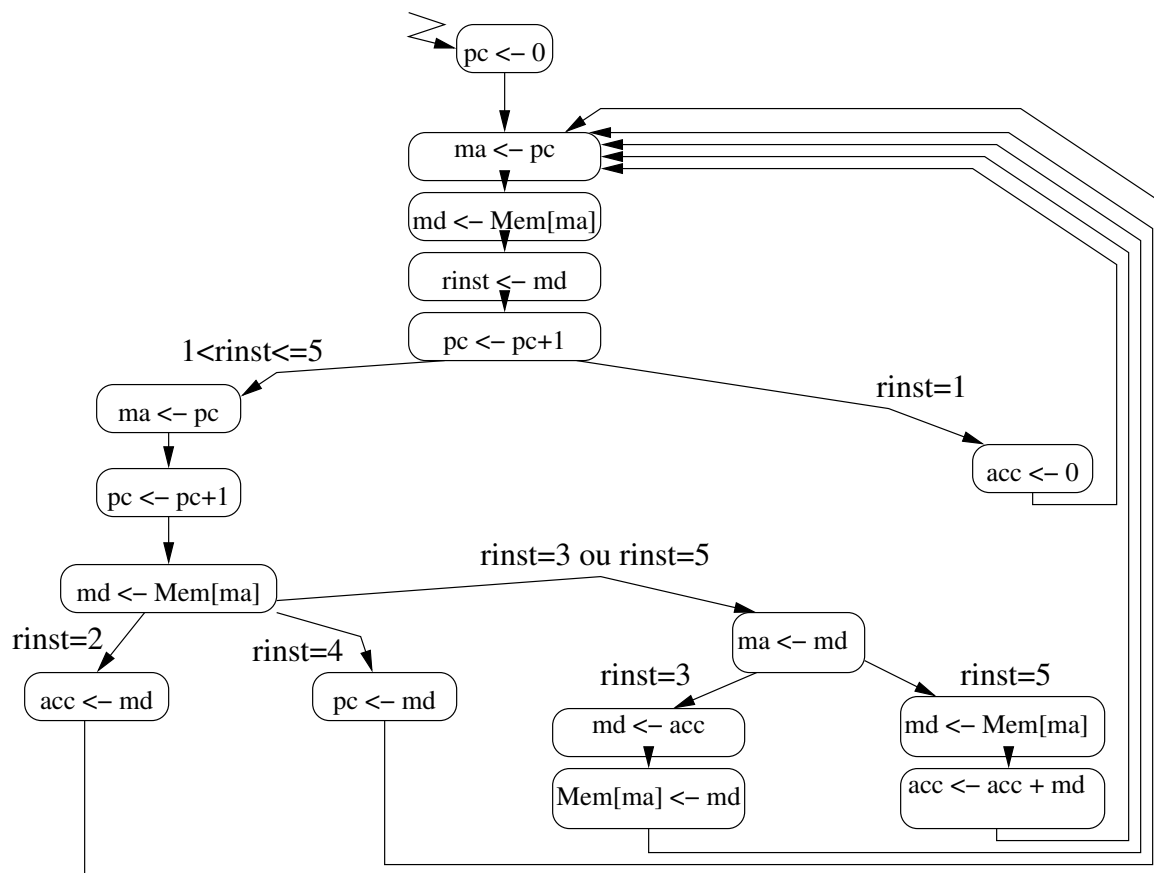 pc <− 0
ma <− pc
md <− Mem[ma]
rinst <− md
pc <− pc+1
1<rinst<=5
rinst=1
ma <− pc
acc <− 0
pc <− pc+1
rinst=3 ou rinst=5
md <− Mem[ma]
rinst=2
rinst=4
ma <− md
rinst=3
rinst=5
acc <− md
pc <− md
md <− acc
md <− Mem[ma]
Mem[ma] <− md
acc <− acc + md